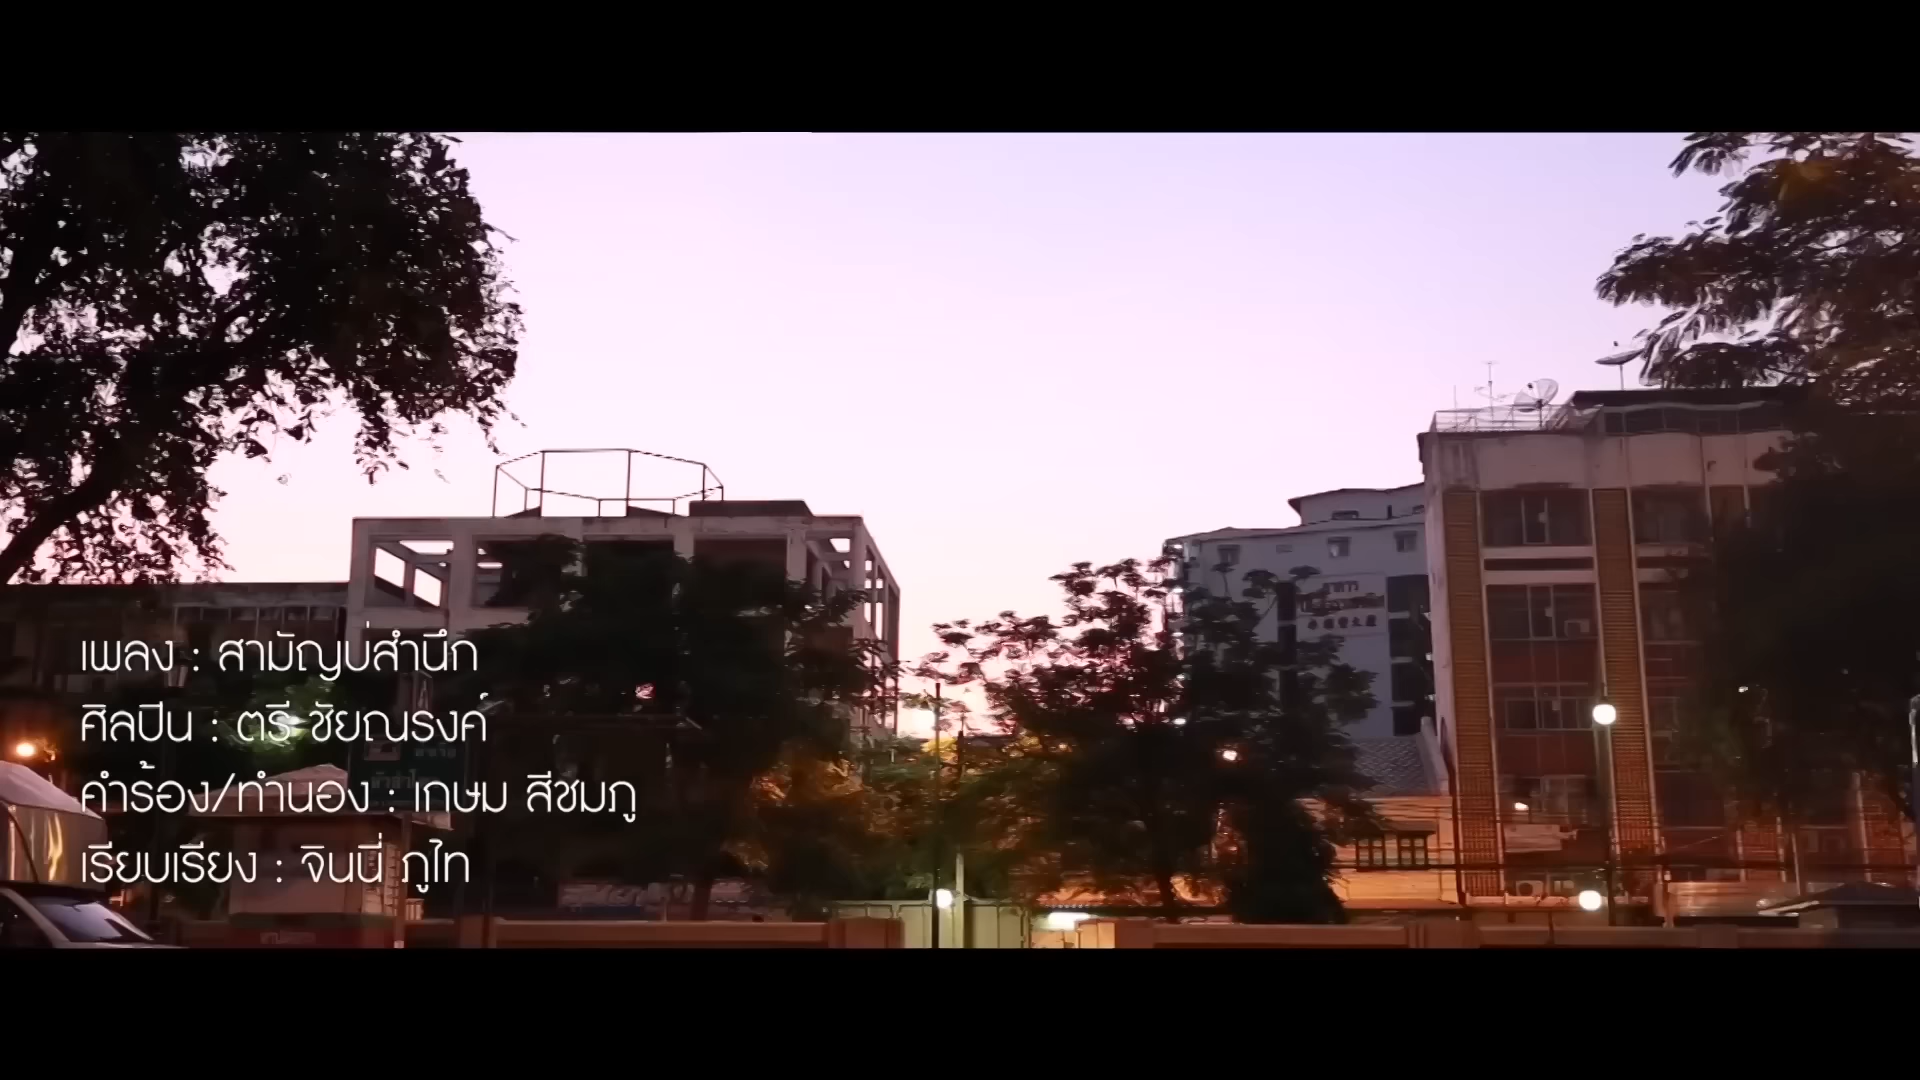 เพลง : สามัญบ่สำนึก
ศิลปิน : ตรี ชัยณรงค์
คำร้อง/ทำนอง : เกษม สีชมภู
เรียบเรียง : จินนี่ ภูไท